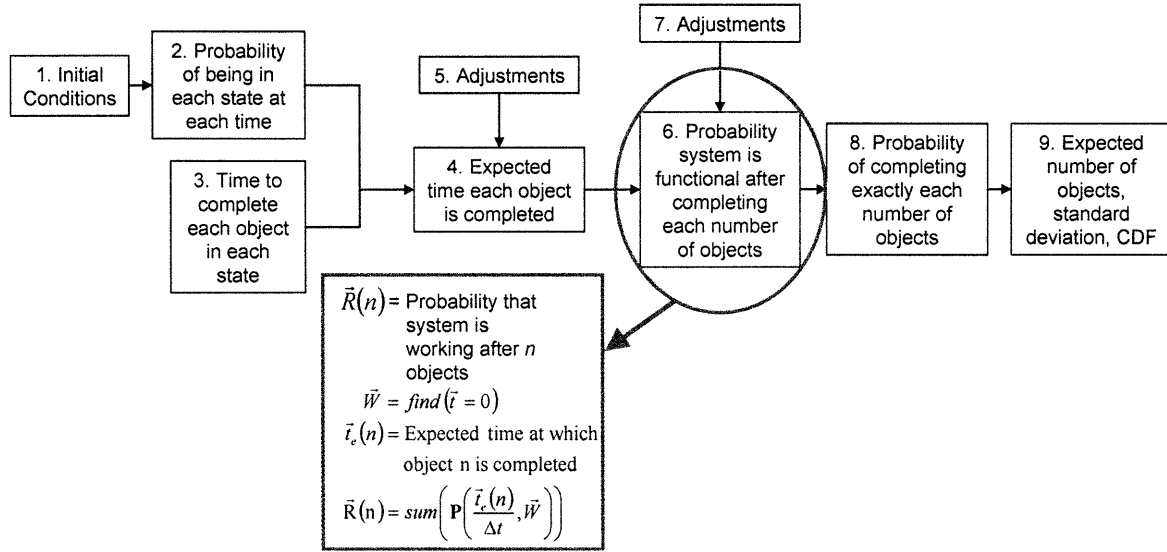 1. Initial
Conditions
2. Probability
of being in
each state at
each time
3. Time to
complete
each object
in each
state
5. Adjustments
4. Expected
time each object
is completed
7. Adjustments
6. Probability
system is
functional after
completing
each number
of objects
8. Probability
of completing
exactly each
number of
objects
9. Expected
number of
objects,
standard
deviation, CDF
R⃗(n) = Probability that
system is
working after n
objects
W⃗ = find(t⃗ = 0)
t⃗ₑ(n) = Expected time at which
object n is completed
R⃗(n) = sum(P(t⃗ₑ(n)/Δt, W⃗))